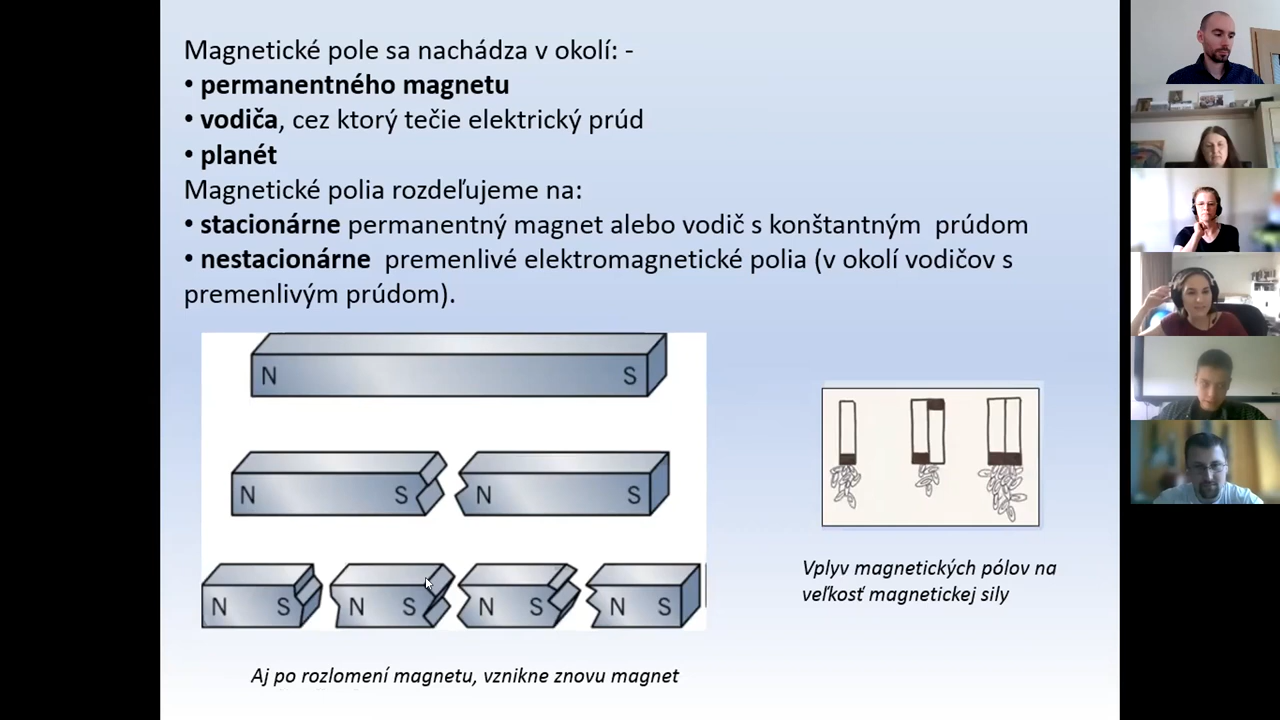 Magnetické pole sa nachádza v okolí: -
• permanentného magnetu
• vodiča, cez ktorý tečie elektrický prúd
• planét
Magnetické polia rozdeľujeme na:
• stacionárne permanentný magnet alebo vodič s konštantným prúdom
• nestacionárne premenlivé elektromagnetické polia (v okolí vodičov s
premenlivým prúdom).
N S
N S N S
N S N S N S N S
Vplyv magnetických pólov na
veľkosť magnetickej sily
Aj po rozlomení magnetu, vznikne znovu magnet